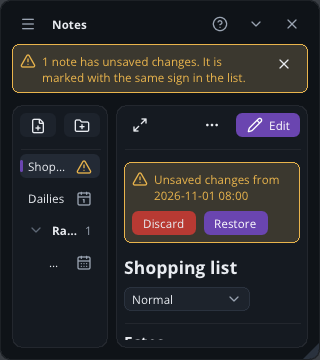 Notes
1 note has unsaved changes. It is
marked with the same sign in the list.
Edit
Shop...
Dailies
Ra... 1
...
Unsaved changes from
2026-11-01 08:00
Discard Restore
Shopping list
Normal